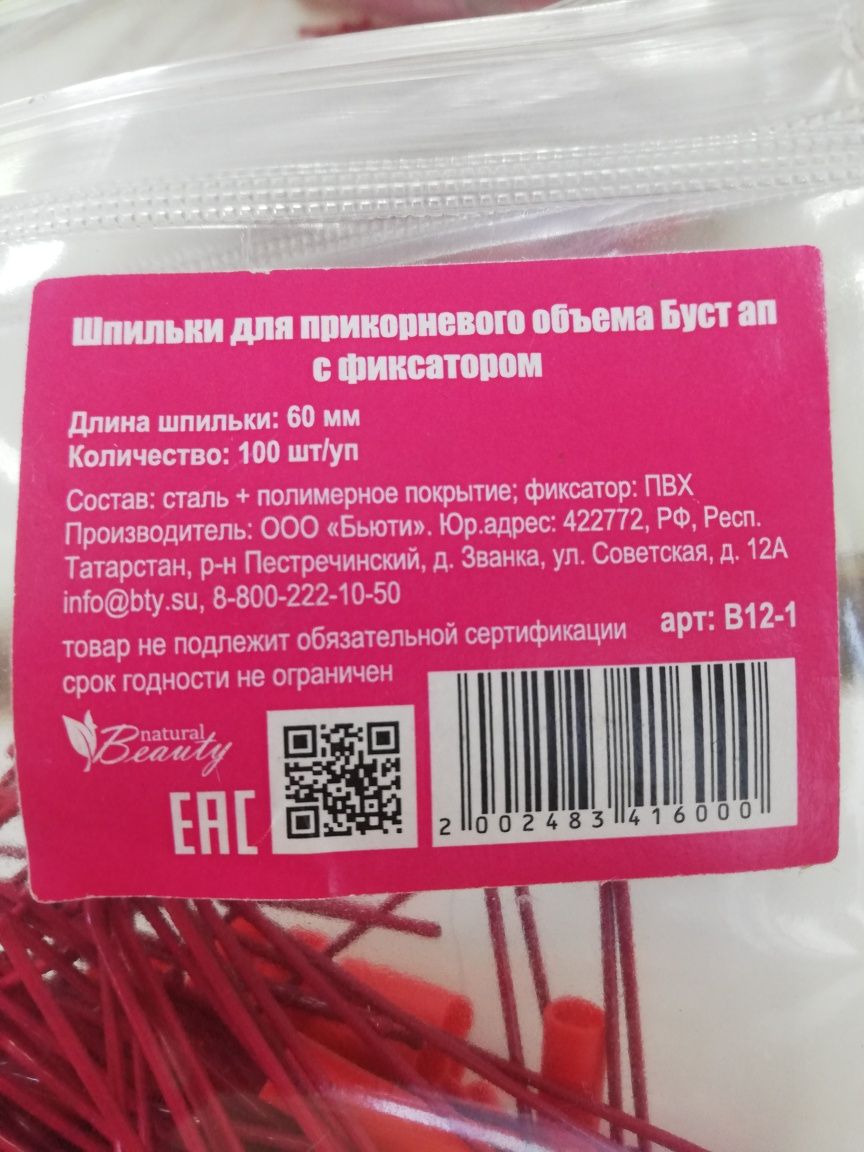 Шпильки для прикорневого объема Буст ап
с фиксатором
Длина шпильки: 60 мм
Количество: 100 шт/уп
Состав: сталь + полимерное покрытие; фиксатор: ПВХ
Производитель: ООО «Бьюти». Юр.адрес: 422772, РФ, Респ.
Татарстан, р-н Пестречинский, д. Званка, ул. Советская, д. 12А
info@bty.su, 8-800-222-10-50
товар не подлежит обязательной сертификации
арт: В12-1
срок годности не ограничен
natural
Beauty
EAC
2 002483 416000